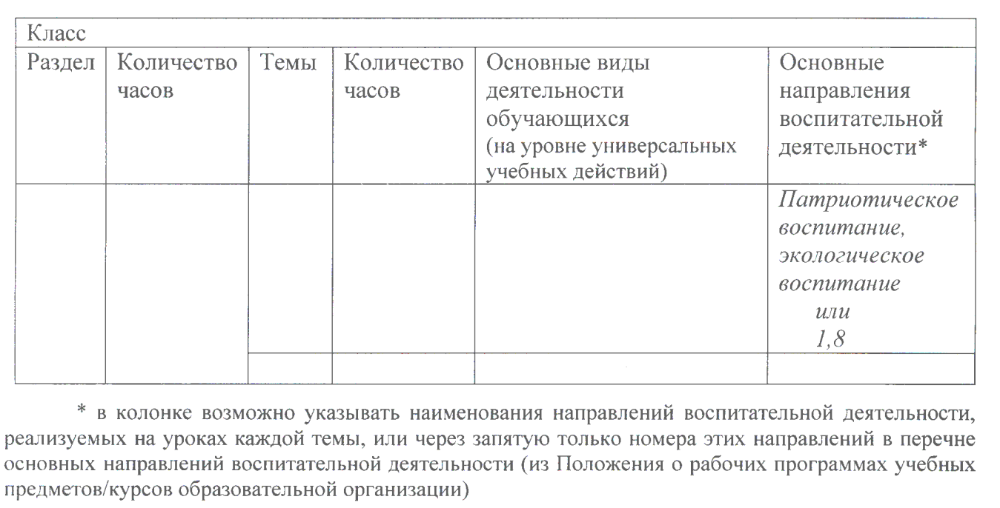 Класс
Раздел
Количество
часов
Темы
Количество
часов
Основные виды
деятельности
обучающихся
(на уровне универсальных
учебных действий)
Основные
направления
воспитательной
деятельности*
Патриотическое
воспитание,
экологическое
воспитание
или
1,8
* в колонке возможно указывать наименования направлений воспитательной деятельности,
реализуемых на уроках каждой темы, или через запятую только номера этих направлений в перечне
основных направлений воспитательной деятельности (из Положения о рабочих программах учебных
предметов/курсов образовательной организации)